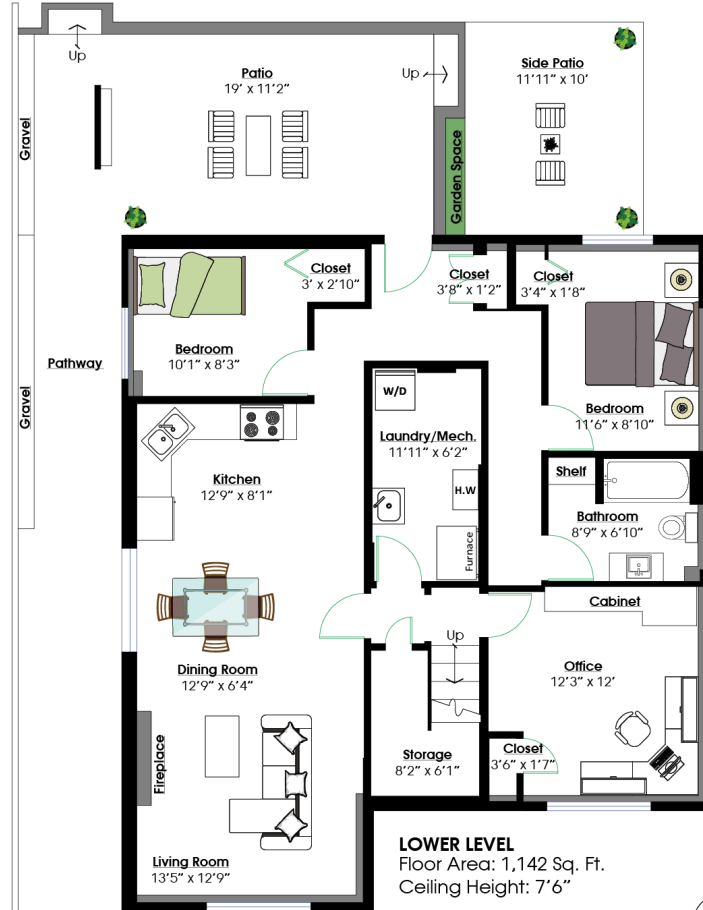 Up
Patio
19' x 11'2"
Up
Side Patio
11'11" x 10'
Gravel
Garden Space
Closet
3' x 2'10"
Closet
3'8" x 1'2"
Closet
3'4" x 1'8"
Bedroom
10'1" x 8'3"
Pathway
Gravel
W/D
Bedroom
11'6" x 8'10"
Laundry/Mech.
11'11" x 6'2"
Kitchen
12'9" x 8'1"
H.W
Shelf
Bathroom
8'9" x 6'10"
Furnace
Cabinet
Up
Dining Room
12'9" x 6'4"
Office
12'3" x 12'
Fireplace
Storage
8'2" x 6'1"
Closet
3'6" x 1'7"
Living Room
13'5" x 12'9"
LOWER LEVEL
Floor Area: 1,142 Sq. Ft.
Ceiling Height: 7'6"